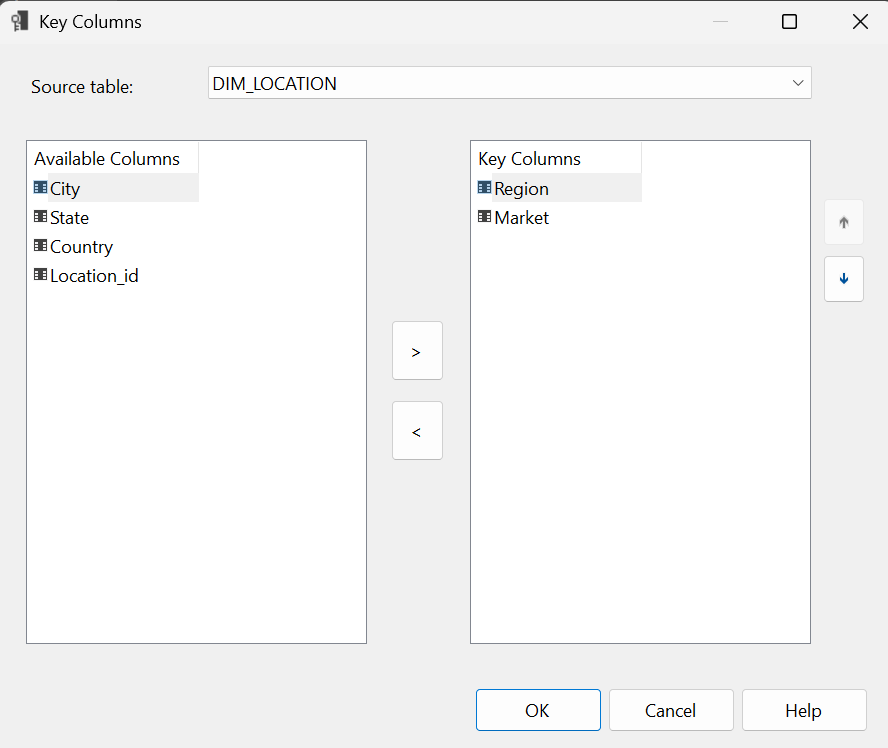 Key Columns
Source table:
DIM_LOCATION
Available Columns
City
State
Country
Location_id
>
<
Key Columns
Region
Market
OK
Cancel
Help